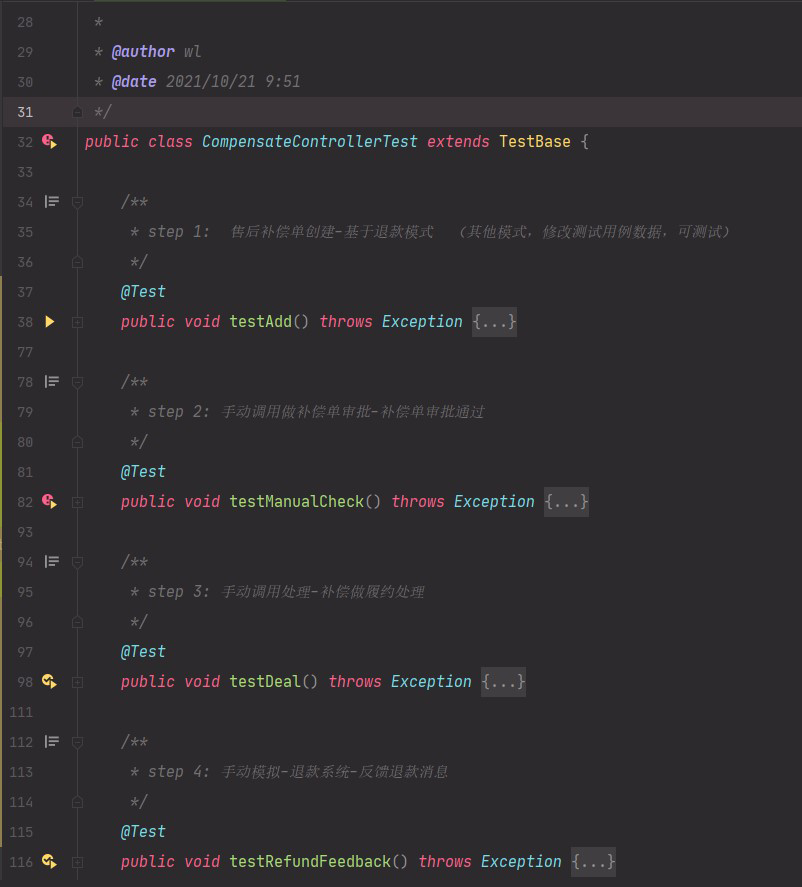 28 *
29 * @author wl
30 * @date 2021/10/21 9:51
31 */
32 public class CompensateControllerTest extends TestBase {
33
34 /**
35 * step 1:  售后补偿单创建-基于退款模式  （其他模式，修改测试用例数据，可测试）
36 */
37 @Test
38 public void testAdd() throws Exception {...}
77
78 /**
79 * step 2: 手动调用做补偿单审批-补偿单审批通过
80 */
81 @Test
82 public void testManualCheck() throws Exception {...}
93
94 /**
95 * step 3: 手动调用处理-补偿做履约处理
96 */
97 @Test
98 public void testDeal() throws Exception {...}
111
112 /**
113 * step 4: 手动模拟-退款系统-反馈退款消息
114 */
115 @Test
116 public void testRefundFeedback() throws Exception {...}